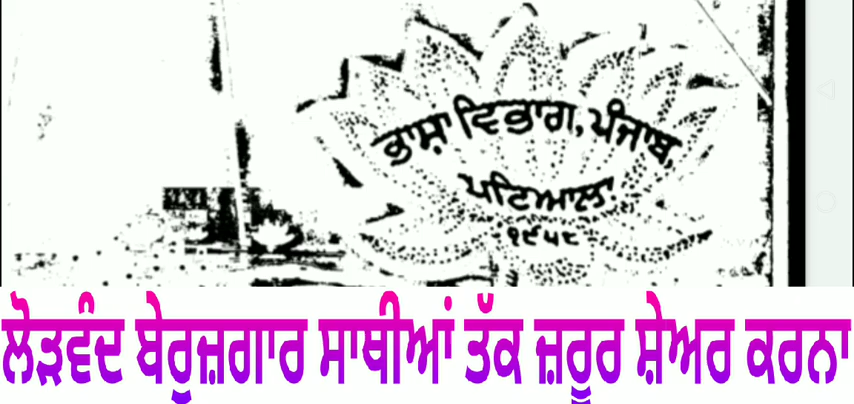 ਭਾਸ਼ਾ ਵਿਭਾਗ, ਪੰਜਾਬ,
ਪਟਿਆਲਾ.
੧੯੫੮
ਲੋੜਵੰਦ ਬੇਰੁਜ਼ਗਾਰ ਸਾਥੀਆਂ ਤੱਕ ਜ਼ਰੂਰ ਸ਼ੇਅਰ ਕਰਨਾ